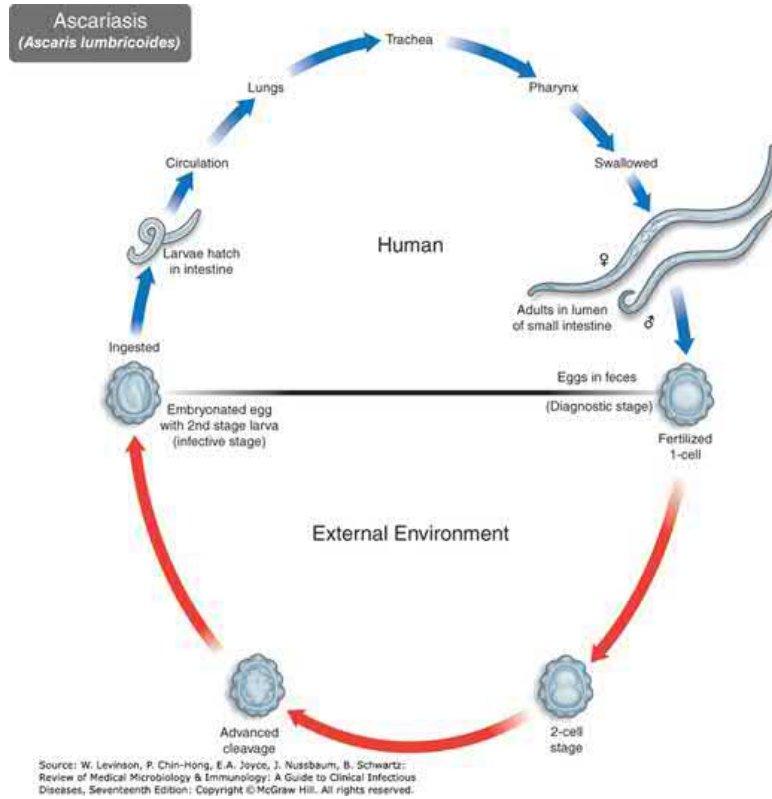 Ascariasis
(Ascaris lumbricoides)
Trachea
Lungs
Pharynx
Circulation
Swallowed
Larvae hatch
in intestine
Human
♀
Adults in lumen
of small intestine
♂
Ingested
Eggs in feces
(Diagnostic stage)
Embryonated egg
with 2nd stage larva
(infective stage)
Fertilized
1-cell
External Environment
Advanced
cleavage
2-cell
stage
Source: W. Levinson, P. Chin-Hong, E.A. Joyce, J. Nussbaum, B. Schwartz:
Review of Medical Microbiology & Immunology: A Guide to Clinical Infectious
Diseases, Seventeenth Edition: Copyright © McGraw Hill. All rights reserved.